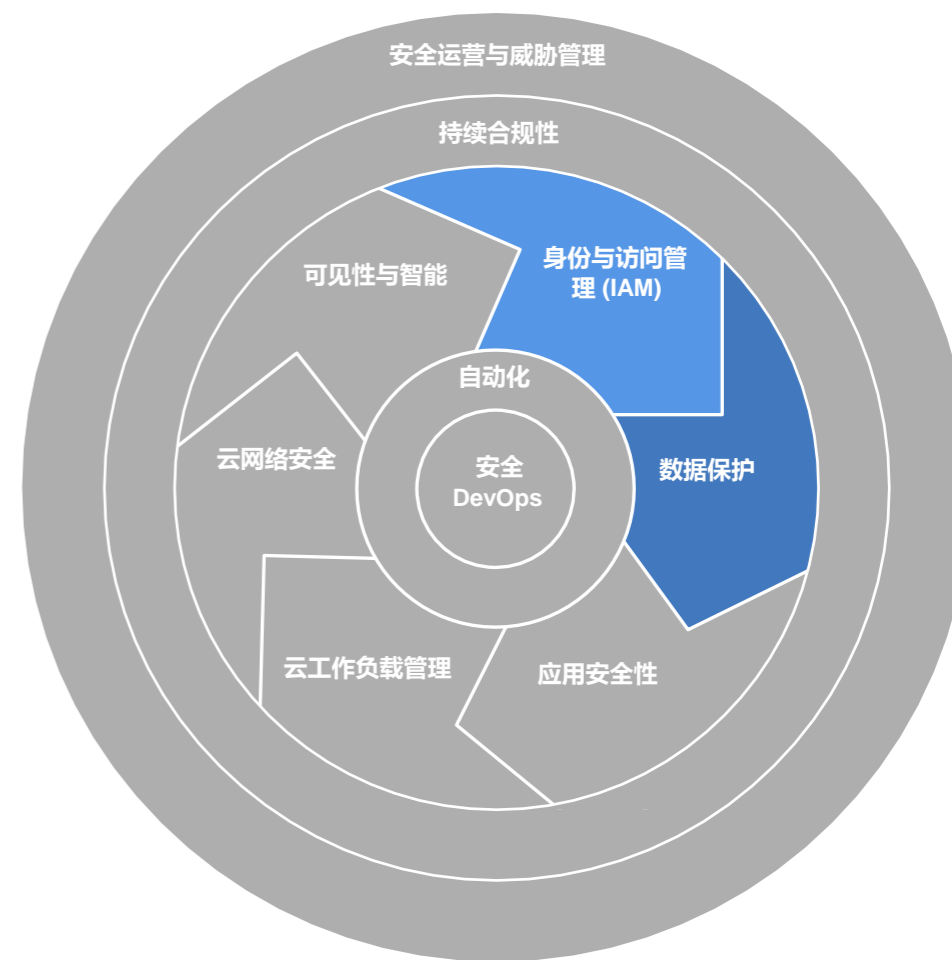 安全运营与威胁管理
持续合规性
身份与访问管
理 (IAM)
可见性与智能
自动化
云网络安全
安全
DevOps
数据保护
云工作负载管理
应用安全性